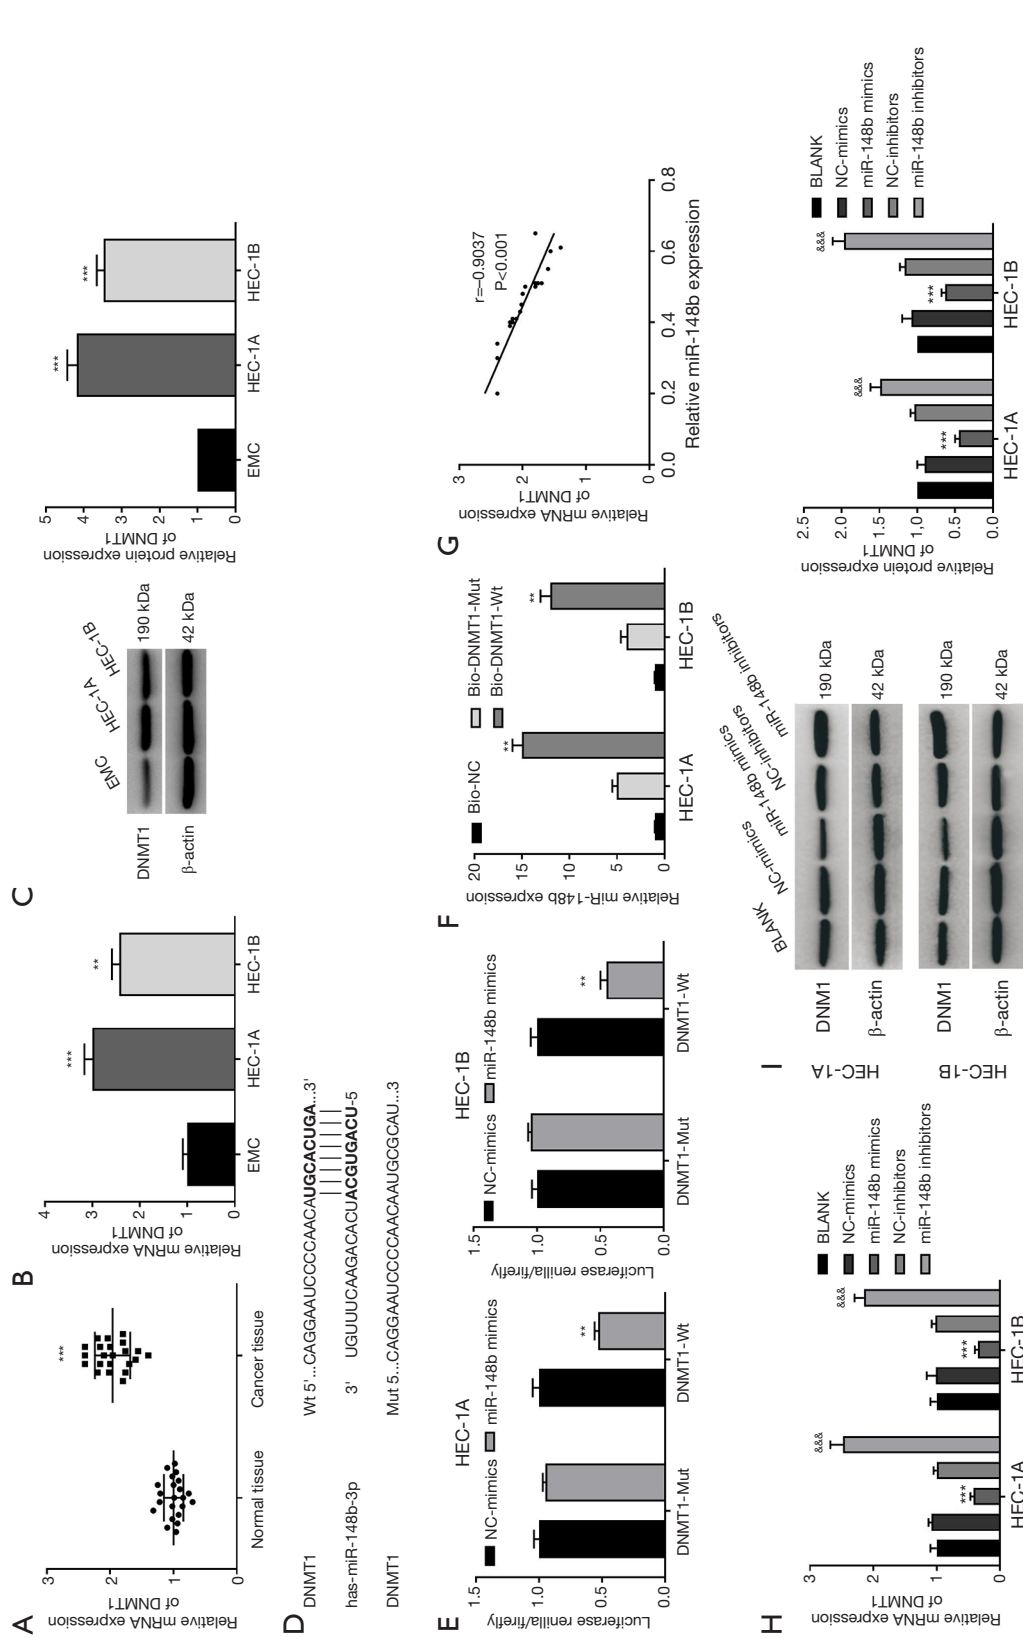 A
3
2
1
0
Relative mRNA expression
of DNMT1
***
Normal tissue
Cancer tissue
B
4
3
2
1
0
Relative mRNA expression
of DNMT1
***
**
EMC
HEC-1A
HEC-1B
C
EMC
HEC-1A
HEC-1B
DNMT1
190 kDa
β-actin
42 kDa
5
4
3
2
1
0
Relative protein expression
of DNMT1
***
***
EMC
HEC-1A
HEC-1B
D
DNMT1
Wt 5'...CAGGAAUCCCCAACAUGCACUGA...3'
has-miR-148b-3p
3' UGUUUCAAGACACUACGUGACU-5
DNMT1
Mut 5...CAGGAAUCCCCAACAAUGCGCAU...3
E
HEC-1A
NC-mimics
miR-148b mimics
1.5
1.0
0.5
0.0
Luciferase renilla/firefly
**
DNMT1-Mut
DNMT1-Wt
HEC-1B
NC-mimics
miR-148b mimics
1.5
1.0
0.5
0.0
Luciferase renilla/firefly
**
DNMT1-Mut
DNMT1-Wt
F
Bio-NC
Bio-DNMT1-Mut
Bio-DNMT1-Wt
20
15
10
5
0
Relative miR-148b expression
**
**
HEC-1A
HEC-1B
G
3
2
1
0
Relative mRNA expression
of DNMT1
r=–0.9037
P<0.001
0.0
0.2
0.4
0.6
0.8
Relative miR-148b expression
H
3
2
1
0
Relative mRNA expression
of DNMT1
***
&&&
***
&&&
HEC-1A
HEC-1B
BLANK
NC-mimics
miR-148b mimics
NC-inhibitors
miR-148b inhibitors
I
BLANK
NC-mimics
miR-148b mimics
NC-inhibitors
miR-148b inhibitors
HEC-1A
DNM1
190 kDa
β-actin
42 kDa
HEC-1B
DNM1
190 kDa
β-actin
42 kDa
2.5
2.0
1.5
1.0
0.5
0.0
Relative protein expression
of DNMT1
***
&&&
***
&&&
HEC-1A
HEC-1B
BLANK
NC-mimics
miR-148b mimics
NC-inhibitors
miR-148b inhibitors